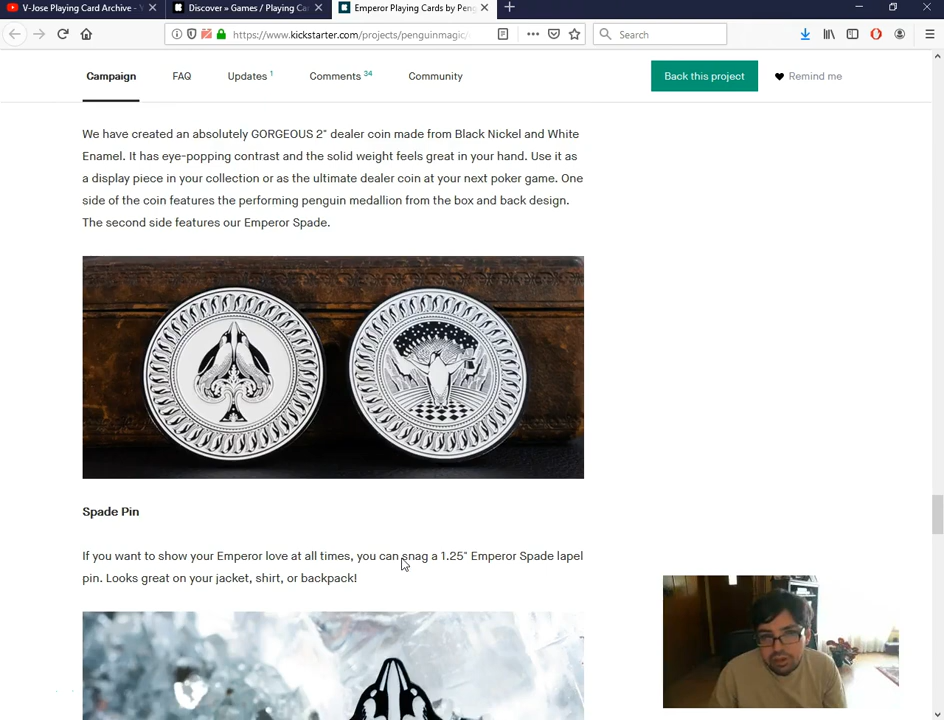 V-Jose Playing Card Archive -
Discover » Games / Playing Ca
Emperor Playing Cards by Peng
https://www.kickstarter.com/projects/penguinmagic/
Search
Campaign
FAQ
Updates 1
Comments 34
Community
Back this project
Remind me
We have created an absolutely GORGEOUS 2" dealer coin made from Black Nickel and White
Enamel. It has eye-popping contrast and the solid weight feels great in your hand. Use it as
a display piece in your collection or as the ultimate dealer coin at your next poker game. One
side of the coin features the performing penguin medallion from the box and back design.
The second side features our Emperor Spade.
Spade Pin
If you want to show your Emperor love at all times, you can snag a 1.25" Emperor Spade lapel
pin. Looks great on your jacket, shirt, or backpack!